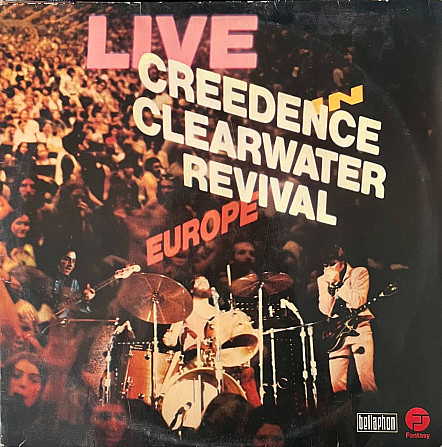 LIVE
IN
CREEDENCE
CLEARWATER
REVIVAL
EUROPE
bellaphon
Fantasy